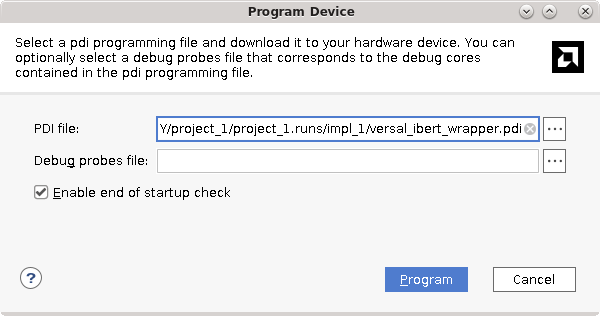 Program Device
Select a pdi programming file and download it to your hardware device. You can
optionally select a debug probes file that corresponds to the debug cores
contained in the pdi programming file.
PDI file:
Y/project_1/project_1.runs/impl_1/versal_ibert_wrapper.pdi
Debug probes file:
Enable end of startup check
?
Program
Cancel